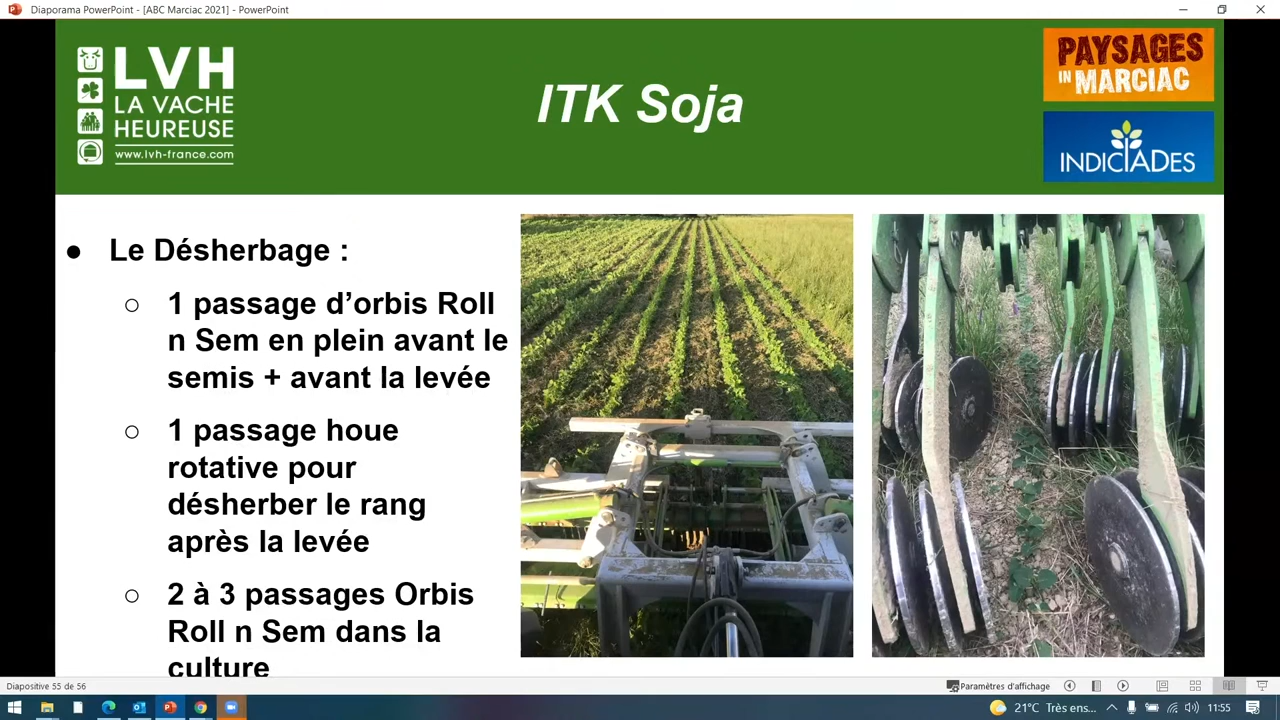 Diaporama PowerPoint - [ABC Marciac 2021] - PowerPoint
LVH
LA VACHE
HEUREUSE
www.lvh-france.com
ITK Soja
PAYSAGES
IN MARCIAC
INDICIADES
● Le Désherbage :
○ 1 passage d’orbis Roll
n Sem en plein avant le
semis + avant la levée
○ 1 passage houe
rotative pour
désherber le rang
après la levée
○ 2 à 3 passages Orbis
Roll n Sem dans la
culture
Diapositive 55 de 56
Paramètres d'affichage
21°C Très ens...
11:55